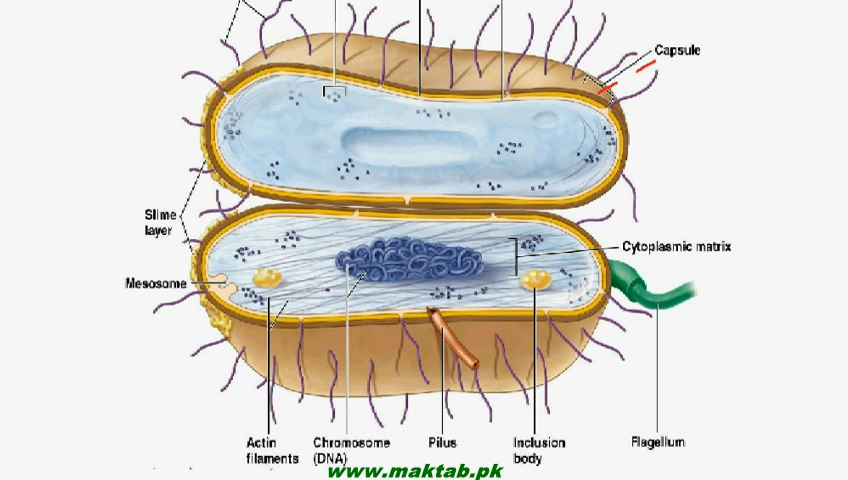 Capsule
Slime
layer
Cytoplasmic matrix
Mesosome
Actin
filaments
Chromosome
(DNA)
Pilus
Inclusion
body
Flagellum
www.maktab.pk